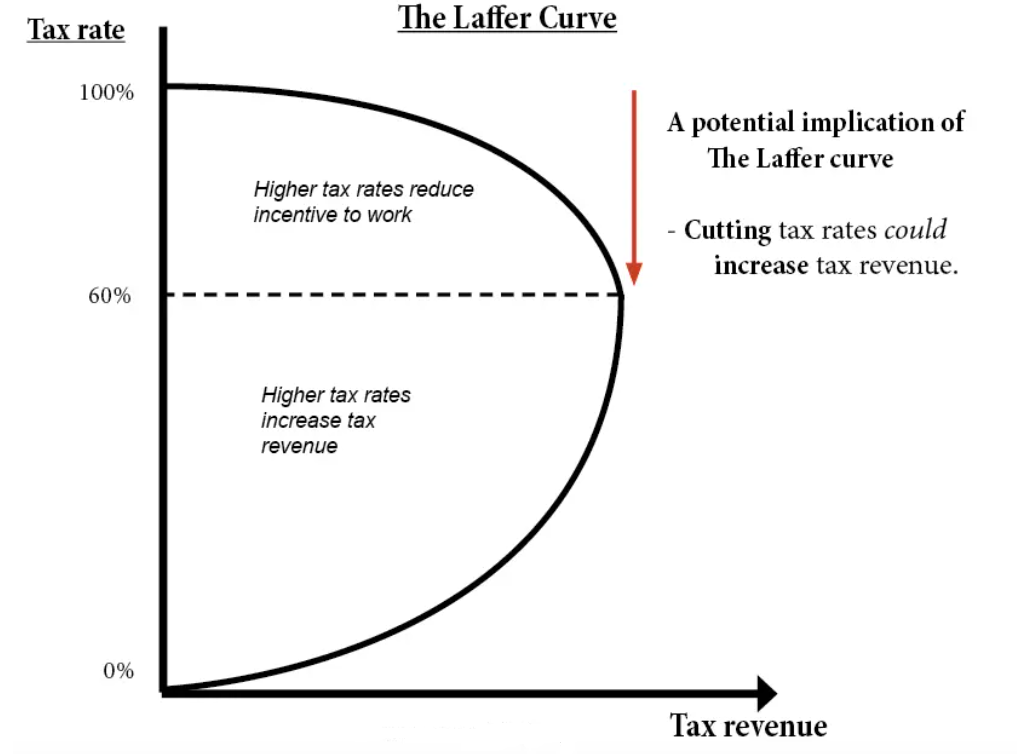 The Laffer Curve
Tax rate
100%
A potential implication of
The Laffer curve
Higher tax rates reduce
incentive to work
- Cutting tax rates could
increase tax revenue.
60%
Higher tax rates
increase tax
revenue
0%
Tax revenue